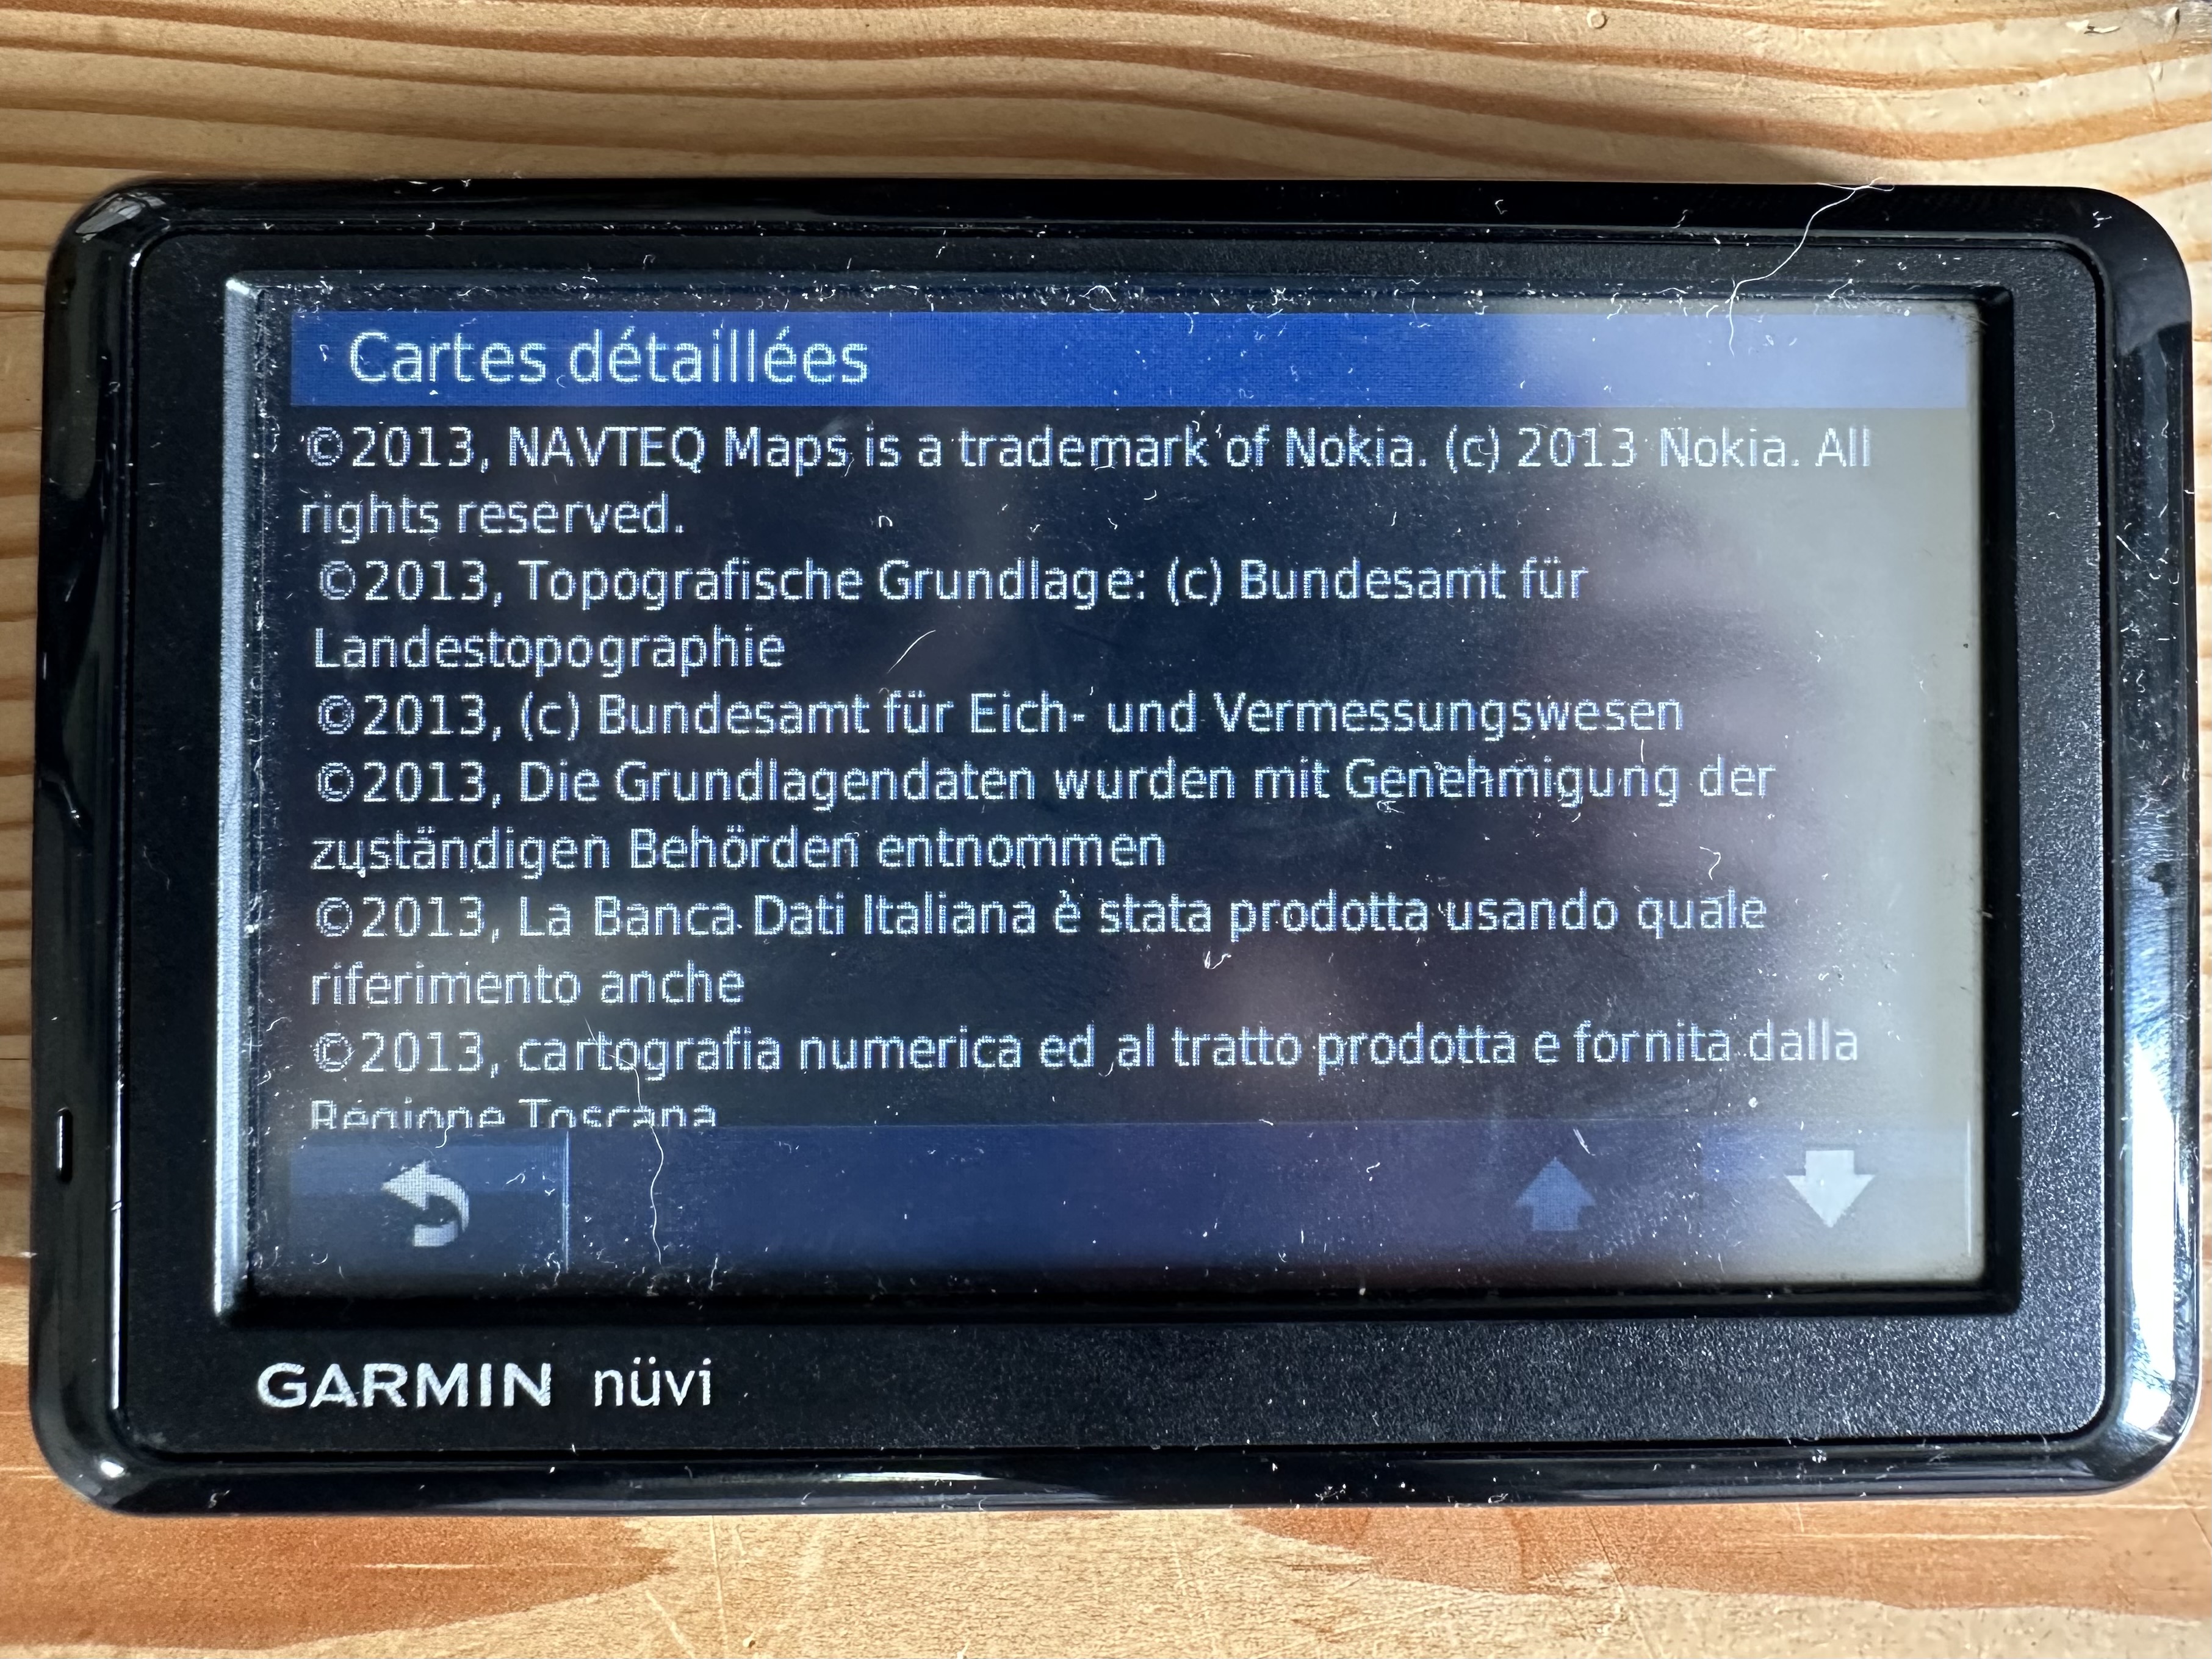 Cartes détaillées
©2013, NAVTEQ Maps is a trademark of Nokia. (c) 2013 Nokia. All
rights reserved.
©2013, Topografische Grundlage: (c) Bundesamt für
Landestopographie
©2013, (c) Bundesamt für Eich- und Vermessungswesen
©2013, Die Grundlagendaten wurden mit Genehmigung der
zuständigen Behörden entnommen
©2013, La Banca Dati Italiana è stata prodotta usando quale
riferimento anche
©2013, cartografia numerica ed al tratto prodotta e fornita dalla
Regione Toscana
GARMIN nüvi